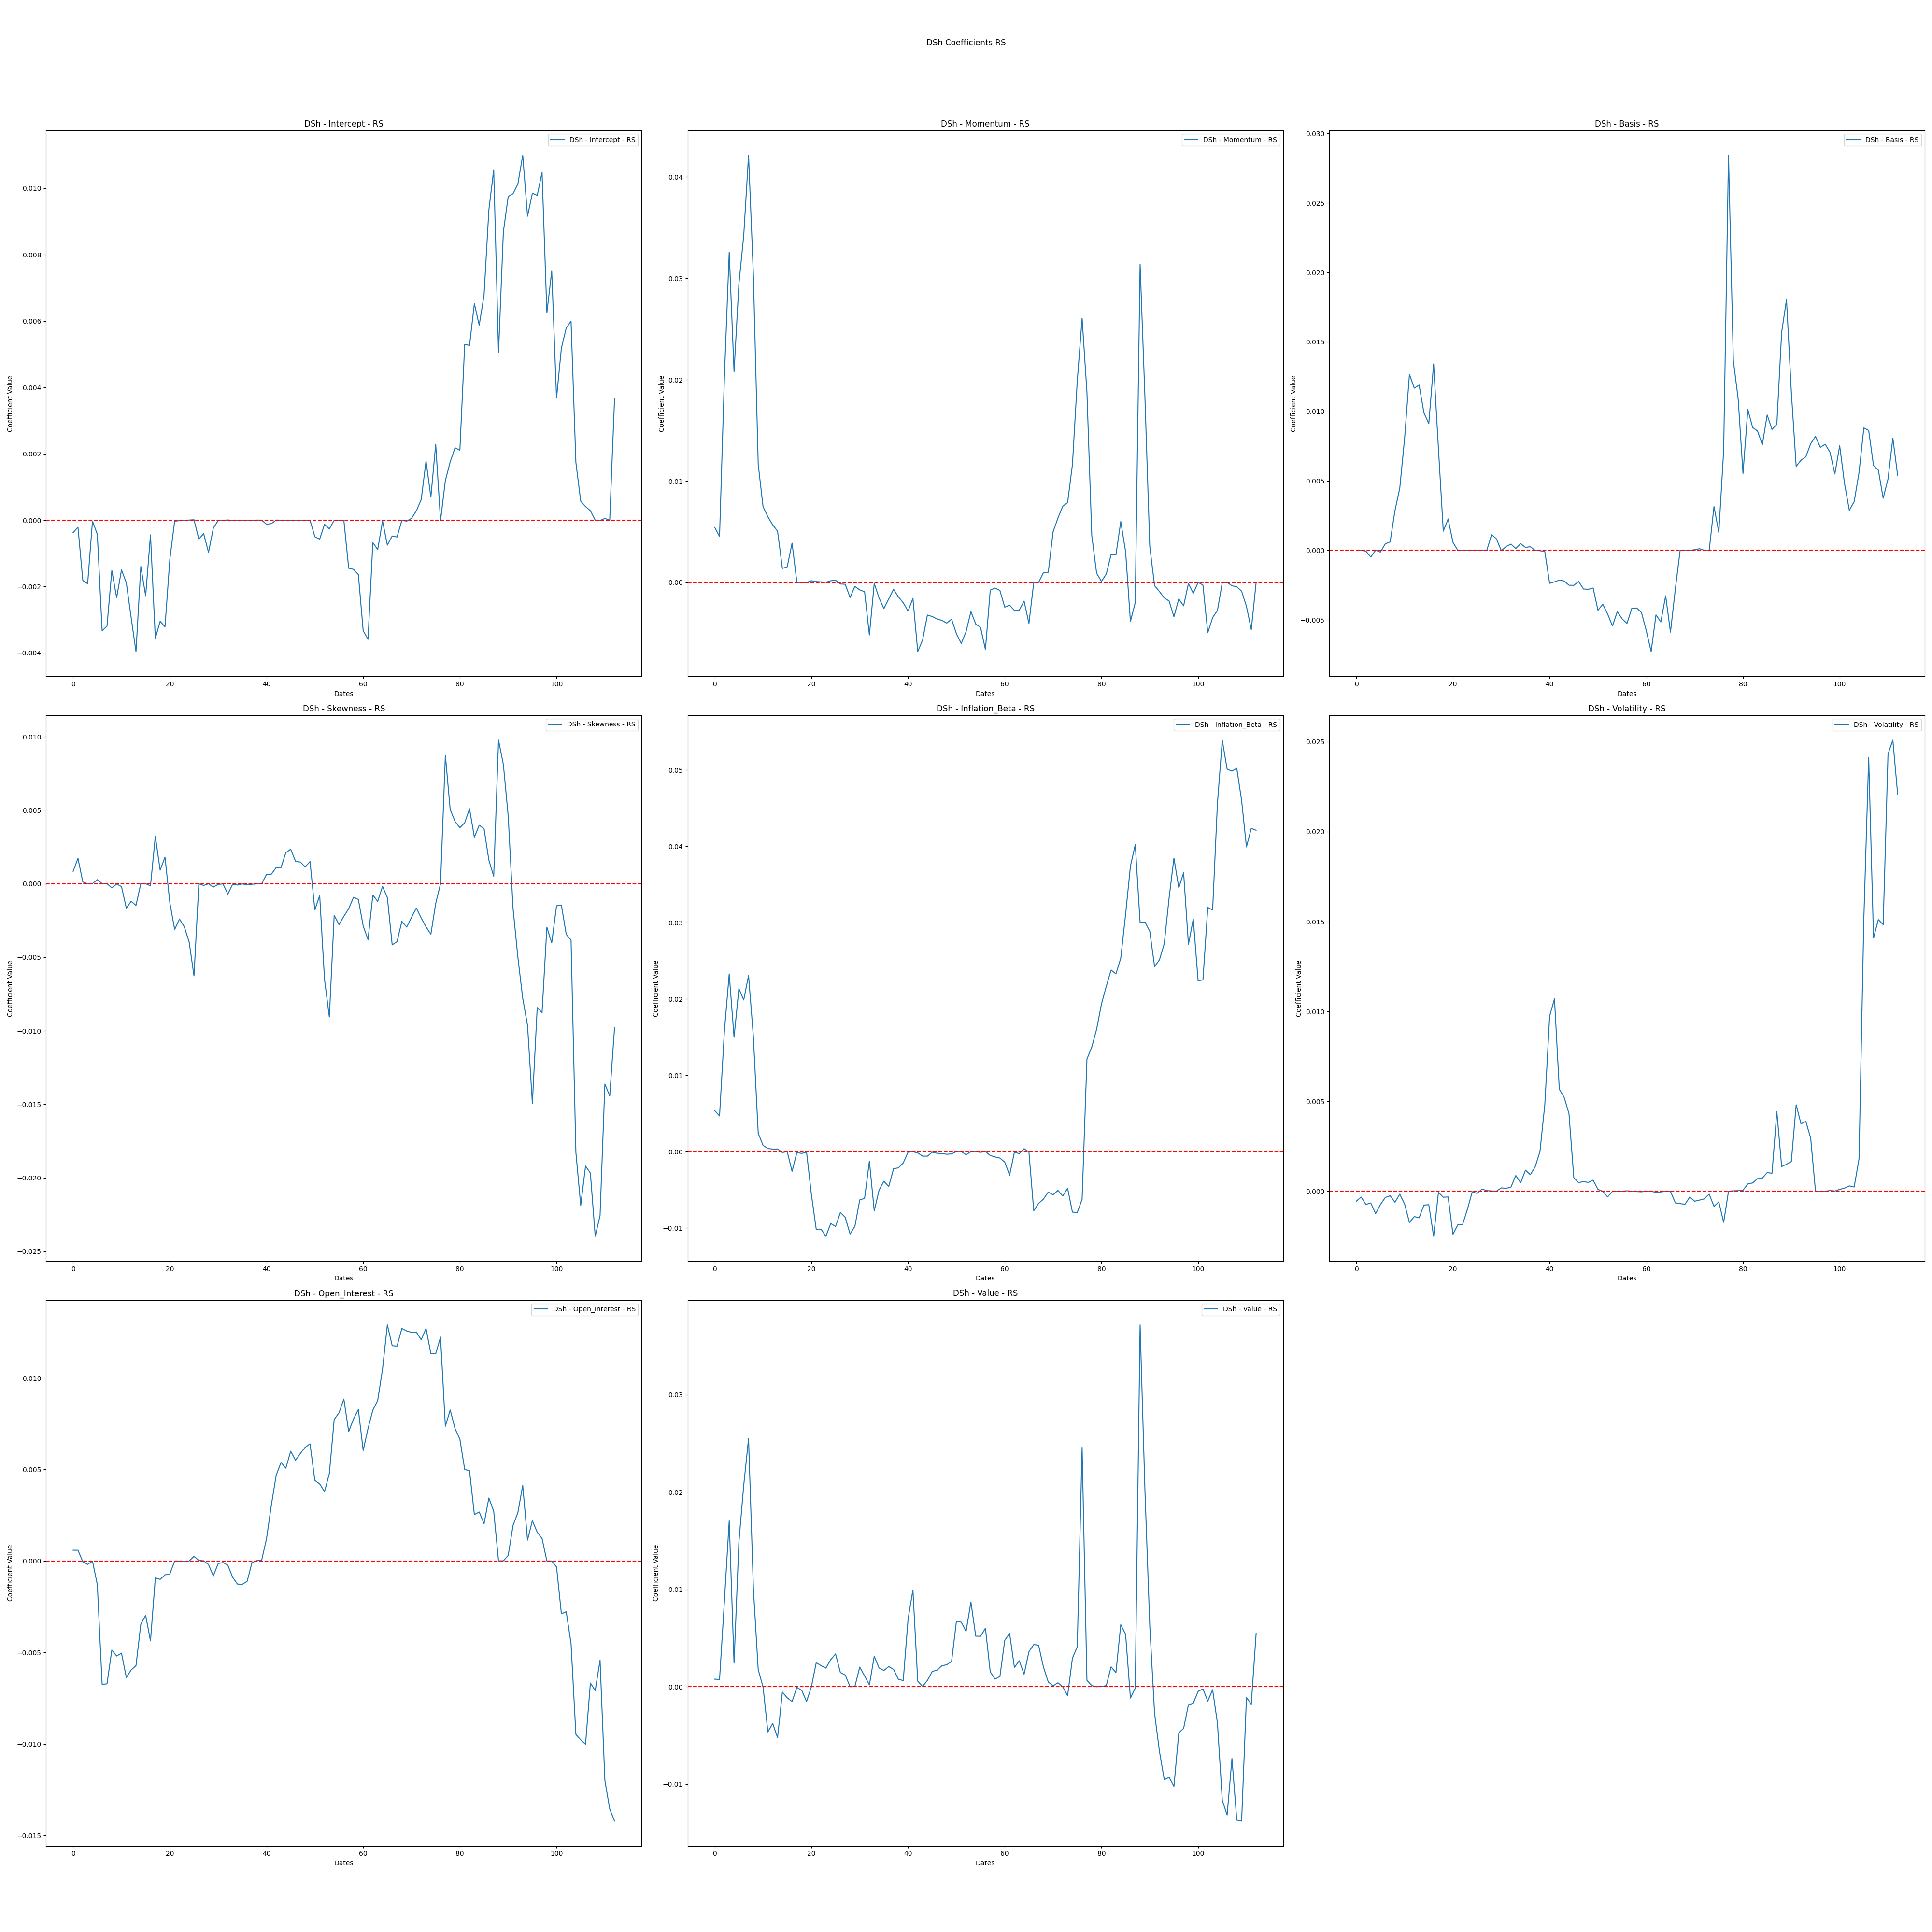 DSh Coefficients RS
DSh - Intercept - RS
DSh - Intercept - RS
Coefficient Value
0.010
0.008
0.006
0.004
0.002
0.000
−0.002
−0.004
0 20 40 60 80 100
Dates
DSh - Momentum - RS
DSh - Momentum - RS
Coefficient Value
0.04
0.03
0.02
0.01
0.00
0 20 40 60 80 100
Dates
DSh - Basis - RS
DSh - Basis - RS
Coefficient Value
0.030
0.025
0.020
0.015
0.010
0.005
0.000
−0.005
0 20 40 60 80 100
Dates
DSh - Skewness - RS
DSh - Skewness - RS
Coefficient Value
0.010
0.005
0.000
−0.005
−0.010
−0.015
−0.020
−0.025
0 20 40 60 80 100
Dates
DSh - Inflation_Beta - RS
DSh - Inflation_Beta - RS
Coefficient Value
0.05
0.04
0.03
0.02
0.01
0.00
−0.01
0 20 40 60 80 100
Dates
DSh - Volatility - RS
DSh - Volatility - RS
Coefficient Value
0.025
0.020
0.015
0.010
0.005
0.000
0 20 40 60 80 100
Dates
DSh - Open_Interest - RS
DSh - Open_Interest - RS
Coefficient Value
0.010
0.005
0.000
−0.005
−0.010
−0.015
0 20 40 60 80 100
Dates
DSh - Value - RS
DSh - Value - RS
Coefficient Value
0.03
0.02
0.01
0.00
−0.01
0 20 40 60 80 100
Dates